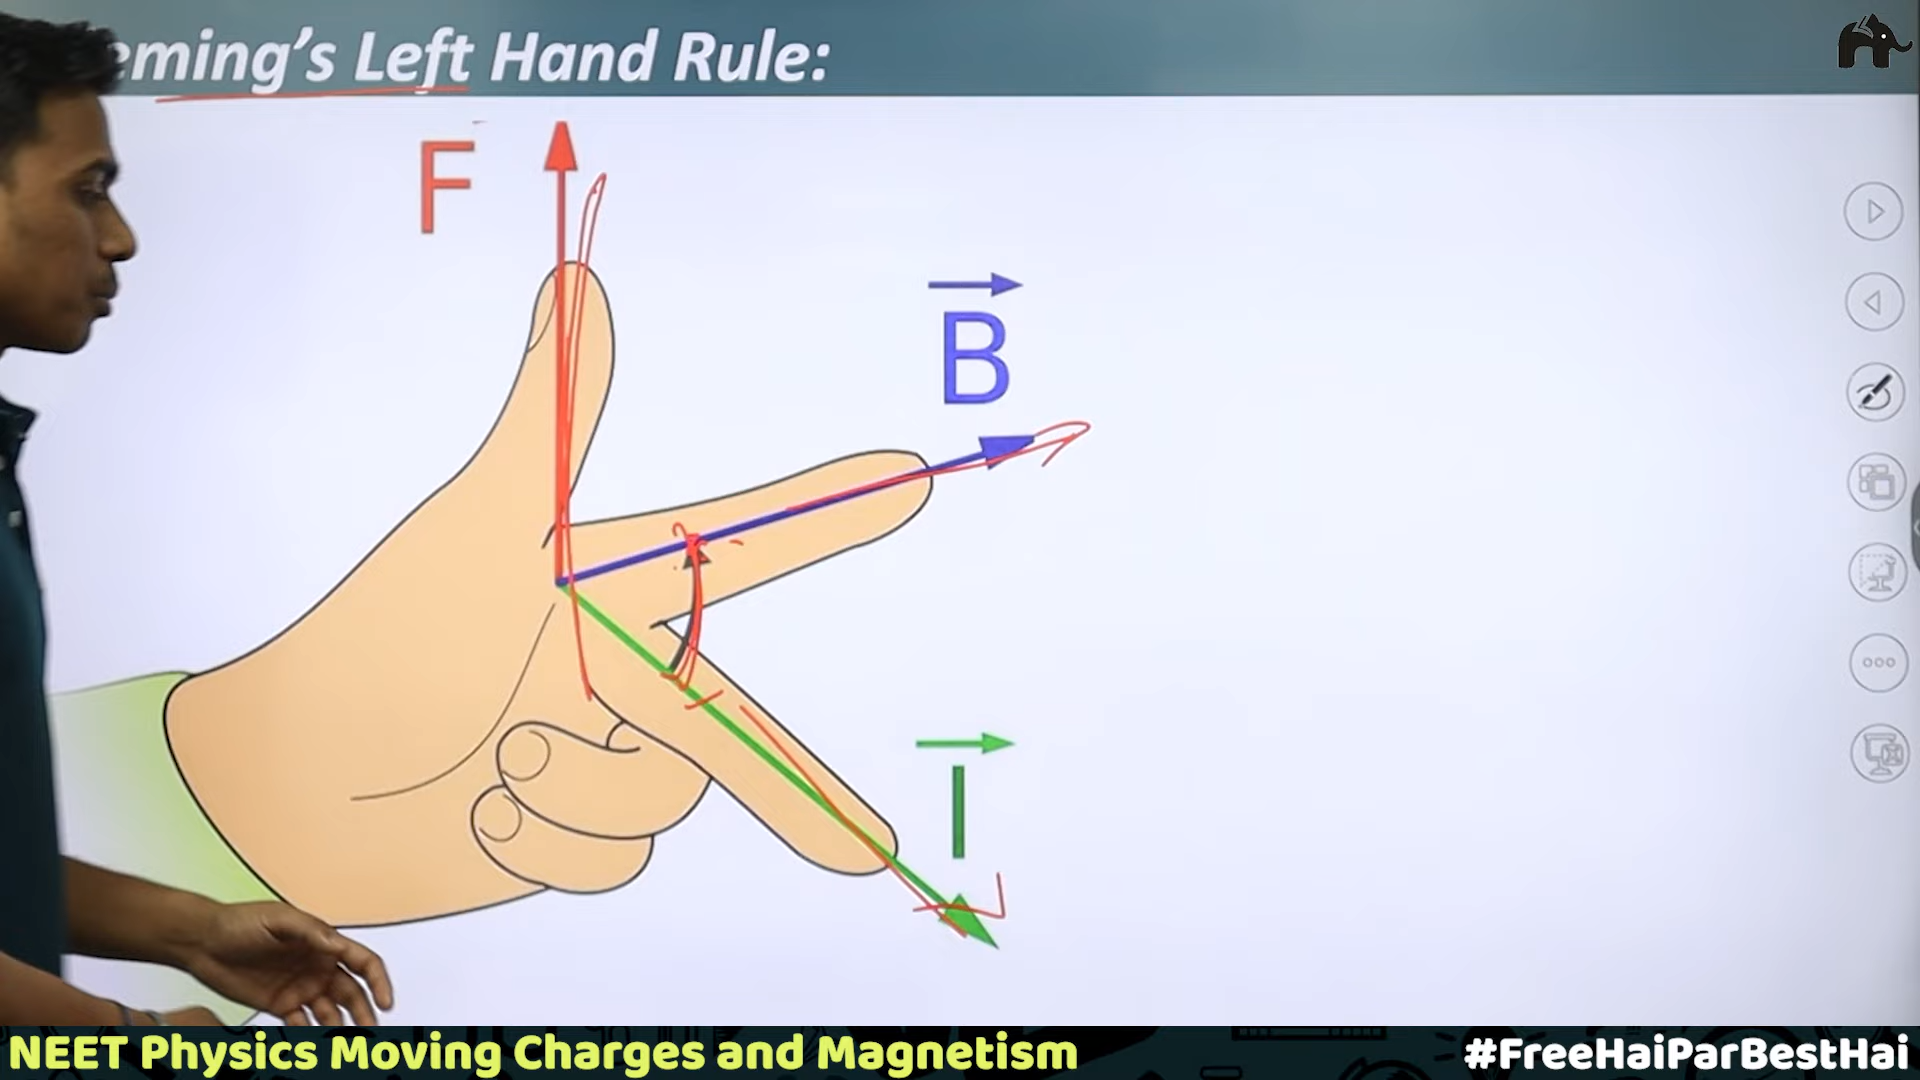 eming's Left Hand Rule:
F
B
I
NEET Physics Moving Charges and Magnetism
#FreeHaiParBestHai